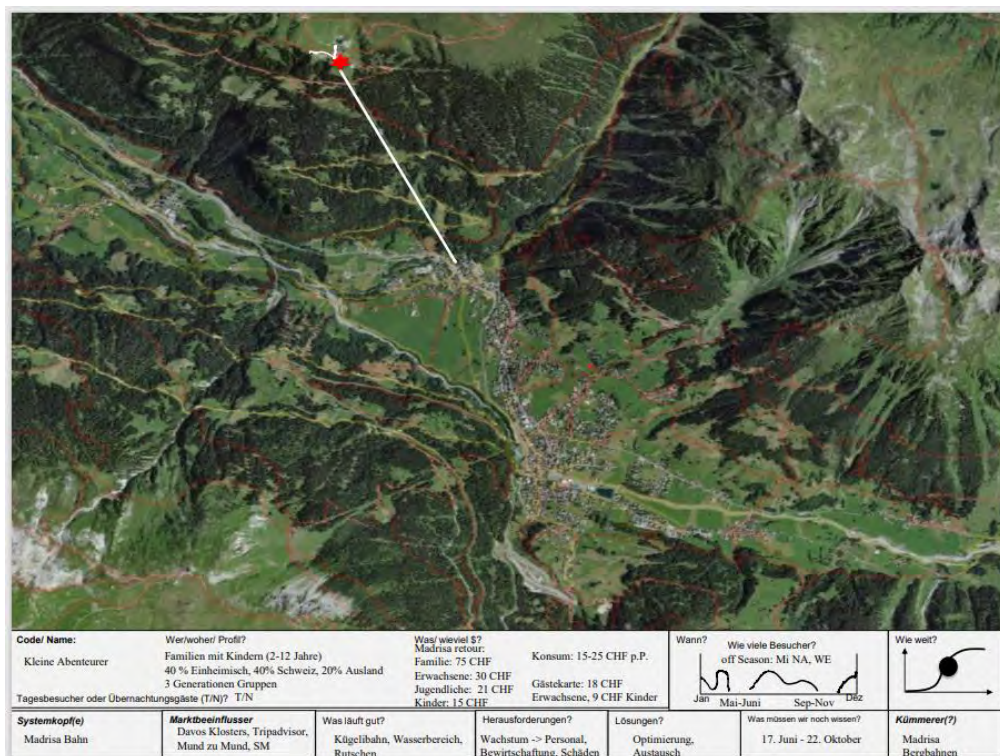 Code/ Name:
Kleine Abenteurer
Wer/woher/ Profil?
Familien mit Kindern (2-12 Jahre)
40 % Einheimisch, 40% Schweiz, 20% Ausland
3 Generationen Gruppen
Tagesbesucher oder Übernachtungsgäste (T/N)? T/N
Was/ wieviel $?
Madrisa retour:
Familie: 75 CHF
Erwachsene: 30 CHF
Jugendliche: 21 CHF
Kinder: 15 CHF
Konsum: 15-25 CHF p.P.
Gästekarte: 18 CHF
Erwachsene, 9 CHF Kinder
Wann?
Wie viele Besucher?
off Season: Mi NA, WE
Jan
Mai-Juni
Sep-Nov
Dez
Wie weit?
Systemkopf(e)
Madrisa Bahn
Marktbeeinflusser
Davos Klosters, Tripadvisor,
Mund zu Mund, SM
Was läuft gut?
Kügelibahn, Wasserbereich,
Rutschen
Herausforderungen?
Wachstum -> Personal,
Bewirtschaftung, Schäden
Lösungen?
Optimierung,
Austausch
Was müssen wir noch wissen?
17. Juni - 22. Oktober
Kümmerer(?)
Madrisa
Bergbahnen